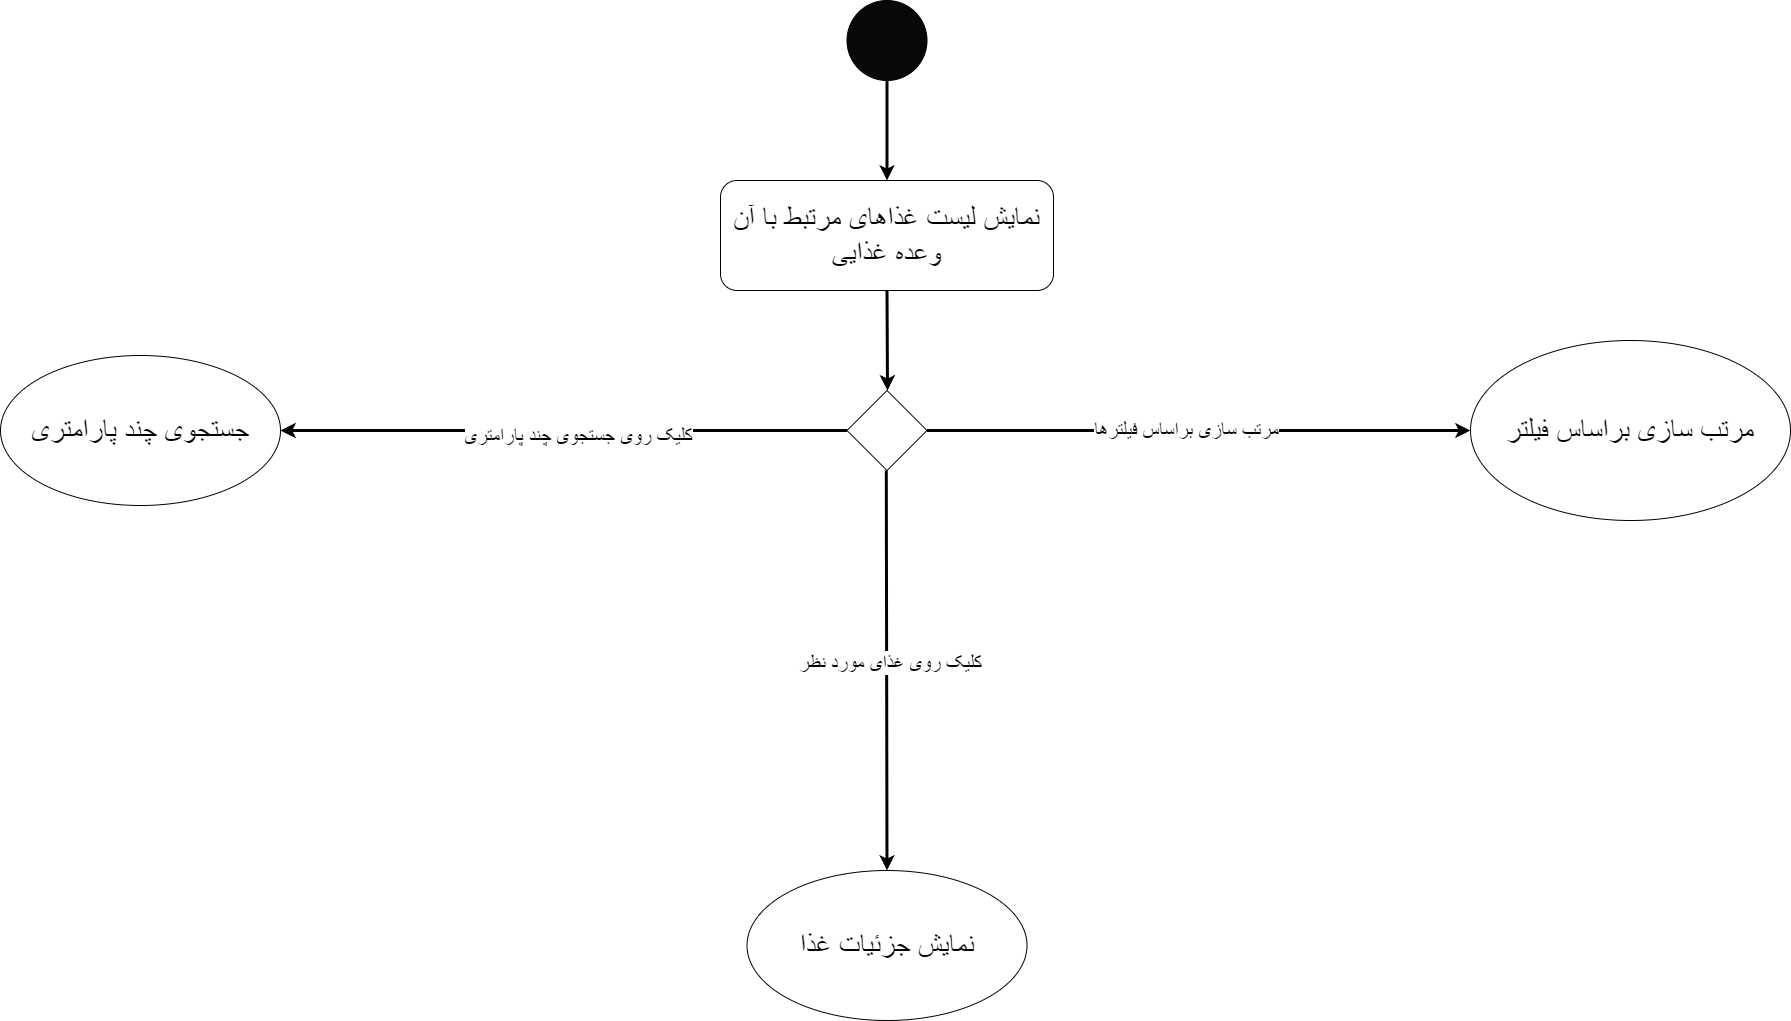 نمایش لیست غذاهای مرتبط با آن
وعده غذایی
مرتب سازی براساس فیلتر
مرتب سازی براساس فیلترها
کلیک روی جستجوی چند پارامتری
جستجوی چند پارامتری
کلیک روی غذای مورد نظر
نمایش جزئیات غذا